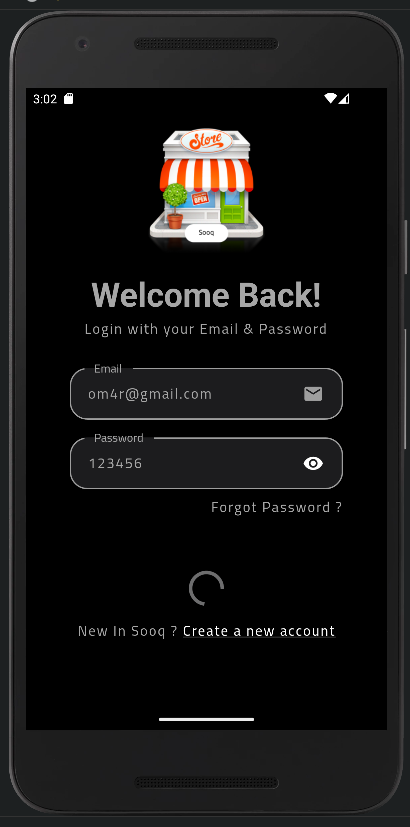 3:02
Store
OPEN
Sooq
Welcome Back!
Login with your Email & Password
Email
om4r@gmail.com
Password
123456
Forgot Password ?
New In Sooq ? Create a new account